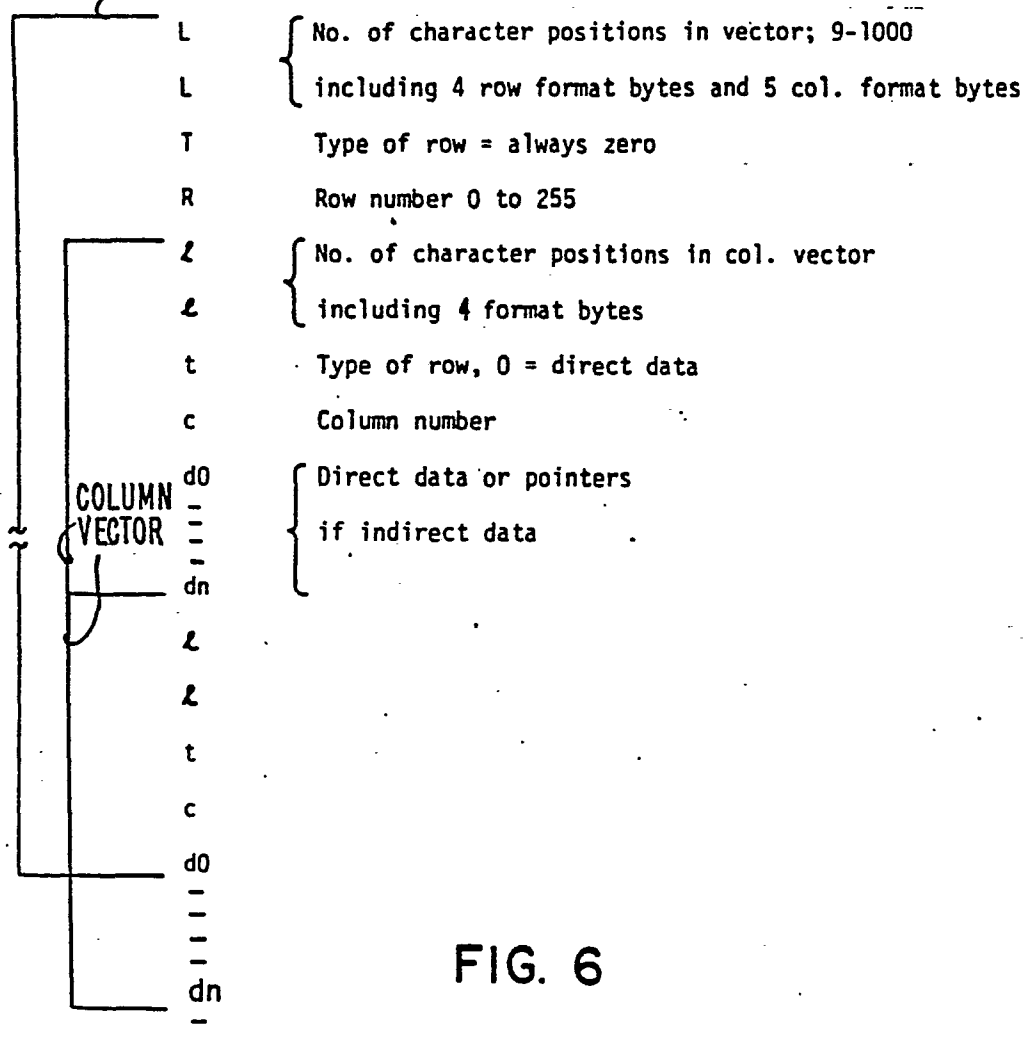 L No. of character positions in vector; 9-1000
L including 4 row format bytes and 5 col. format bytes
T Type of row = always zero
R Row number 0 to 255
ℓ No. of character positions in col. vector
ℓ including 4 format bytes
t Type of row, 0 = direct data
c Column number
d0 Direct data or pointers
COLUMN –
VECTOR – if indirect data
–
dn
ℓ
ℓ
t
c
d0
–
–
–
–
dn
–
FIG. 6